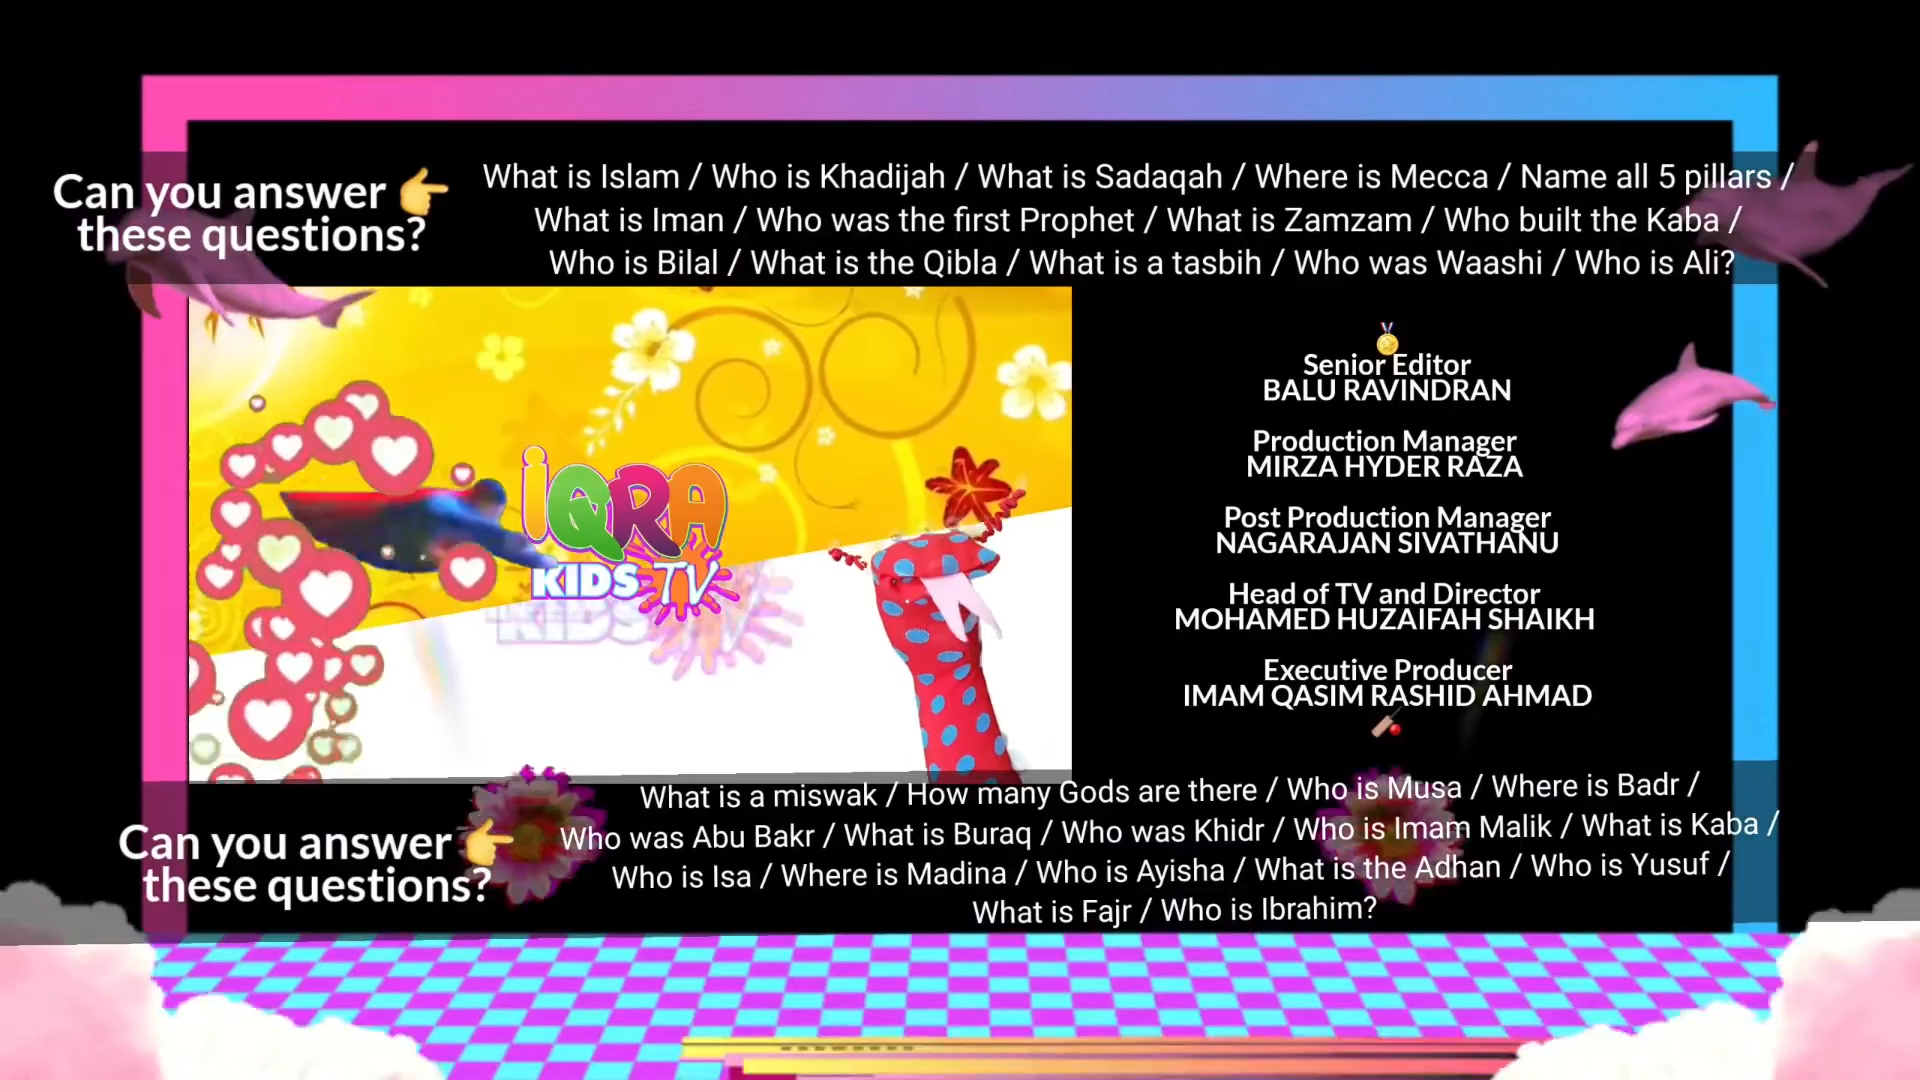 Can you answer 👉
these questions?
What is Islam / Who is Khadijah / What is Sadaqah / Where is Mecca / Name all 5 pillars /
What is Iman / Who was the first Prophet / What is Zamzam / Who built the Kaba /
Who is Bilal / What is the Qibla / What is a tasbih / Who was Waashi / Who is Ali?
iQRA
KIDS TV
Senior Editor
BALU RAVINDRAN
Production Manager
MIRZA HYDER RAZA
Post Production Manager
NAGARAJAN SIVATHANU
Head of TV and Director
MOHAMED HUZAIFAH SHAIKH
Executive Producer
IMAM QASIM RASHID AHMAD
Can you answer 👉
these questions?
What is a miswak / How many Gods are there / Who is Musa / Where is Badr /
Who was Abu Bakr / What is Buraq / Who was Khidr / Who is Imam Malik / What is Kaba /
Who is Isa / Where is Madina / Who is Ayisha / What is the Adhan / Who is Yusuf /
What is Fajr / Who is Ibrahim?